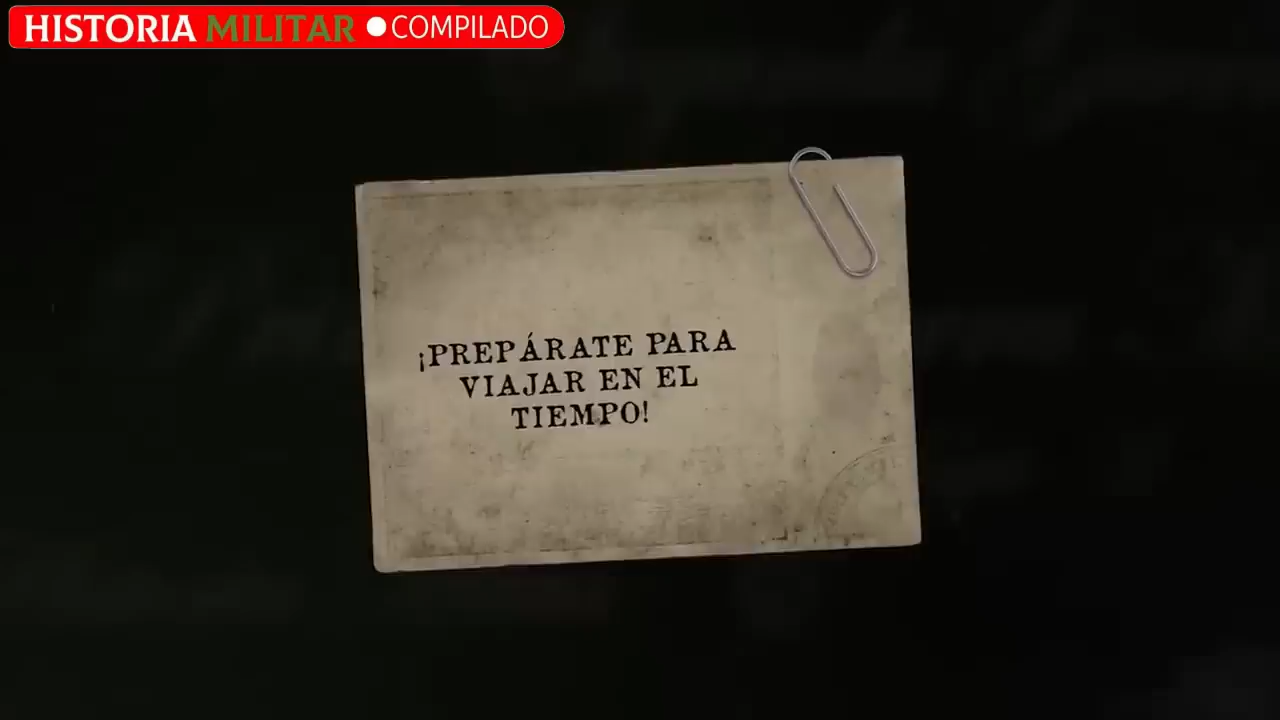 HISTORIA MILITAR ● COMPILADO
¡PREPÁRATE PARA
VIAJAR EN EL
TIEMPO!